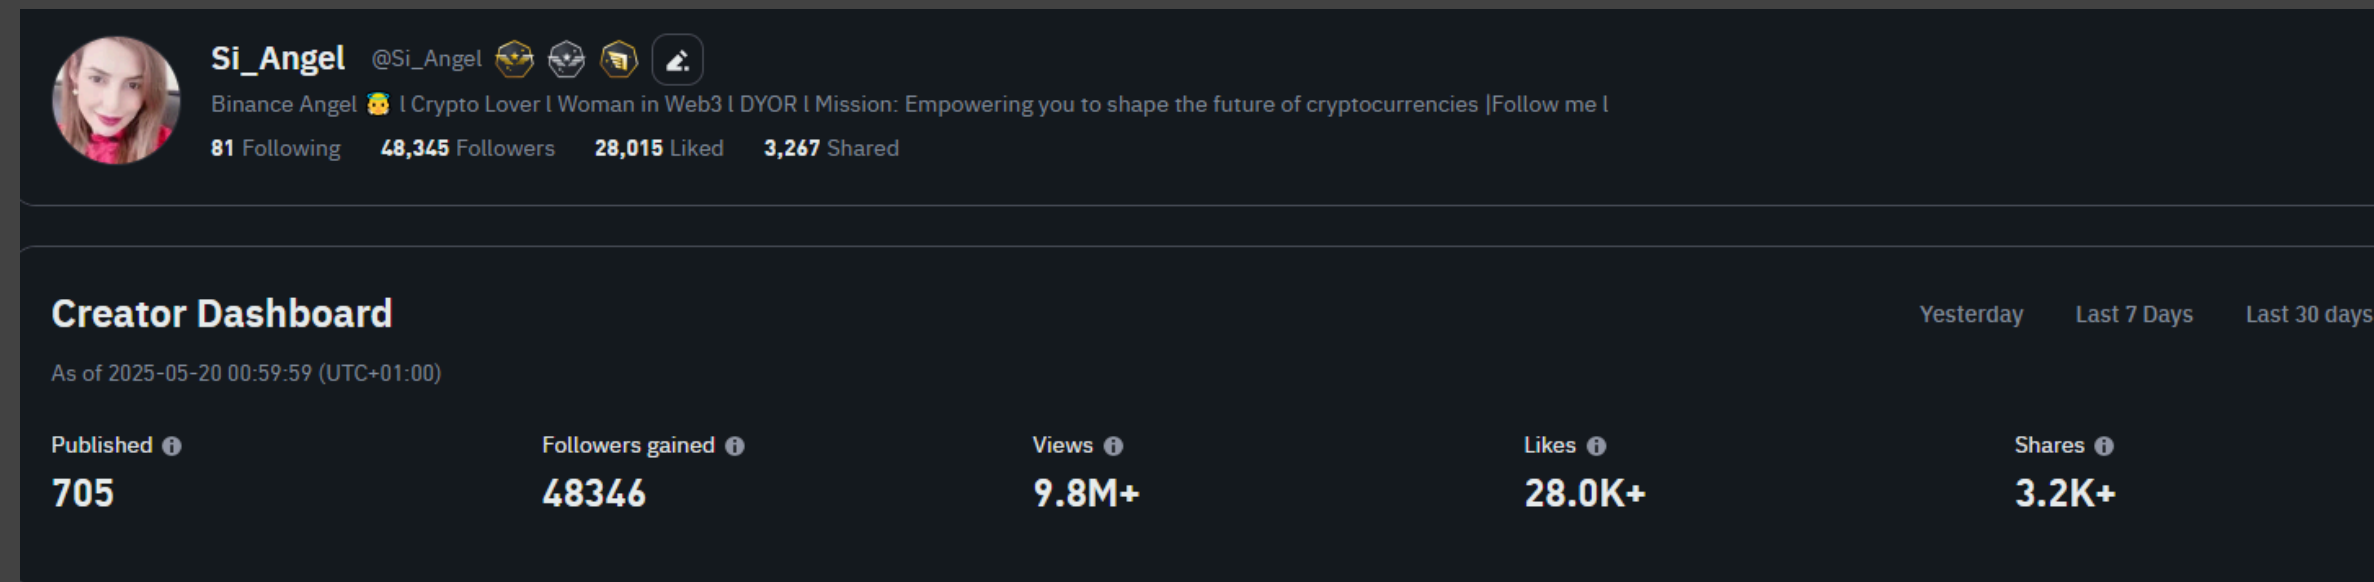 Si_Angel @Si_Angel
Binance Angel 😇 l Crypto Lover l Woman in Web3 l DYOR l Mission: Empowering you to shape the future of cryptocurrencies |Follow me l
81 Following 48,345 Followers 28,015 Liked 3,267 Shared
Creator Dashboard Yesterday Last 7 Days Last 30 days
As of 2025-05-20 00:59:59 (UTC+01:00)
Published Followers gained Views Likes Shares
705 48346 9.8M+ 28.0K+ 3.2K+